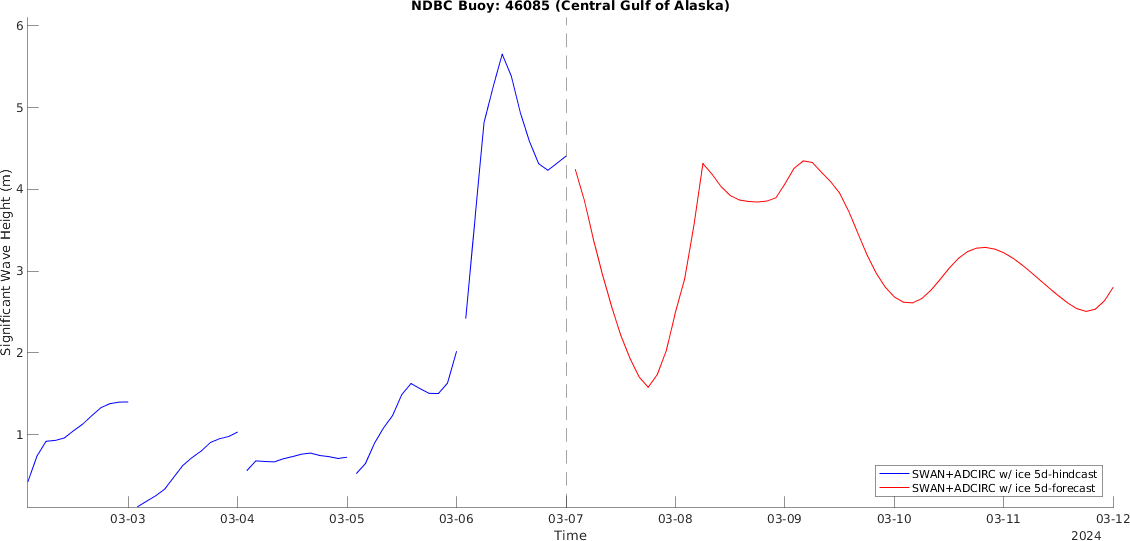 NDBC Buoy: 46085 (Central Gulf of Alaska)
Significant Wave Height (m)
6
5
4
3
2
1
SWAN+ADCIRC w/ ice 5d-hindcast
SWAN+ADCIRC w/ ice 5d-forecast
03-03 03-04 03-05 03-06 03-07 03-08 03-09 03-10 03-11 03-12
Time
2024